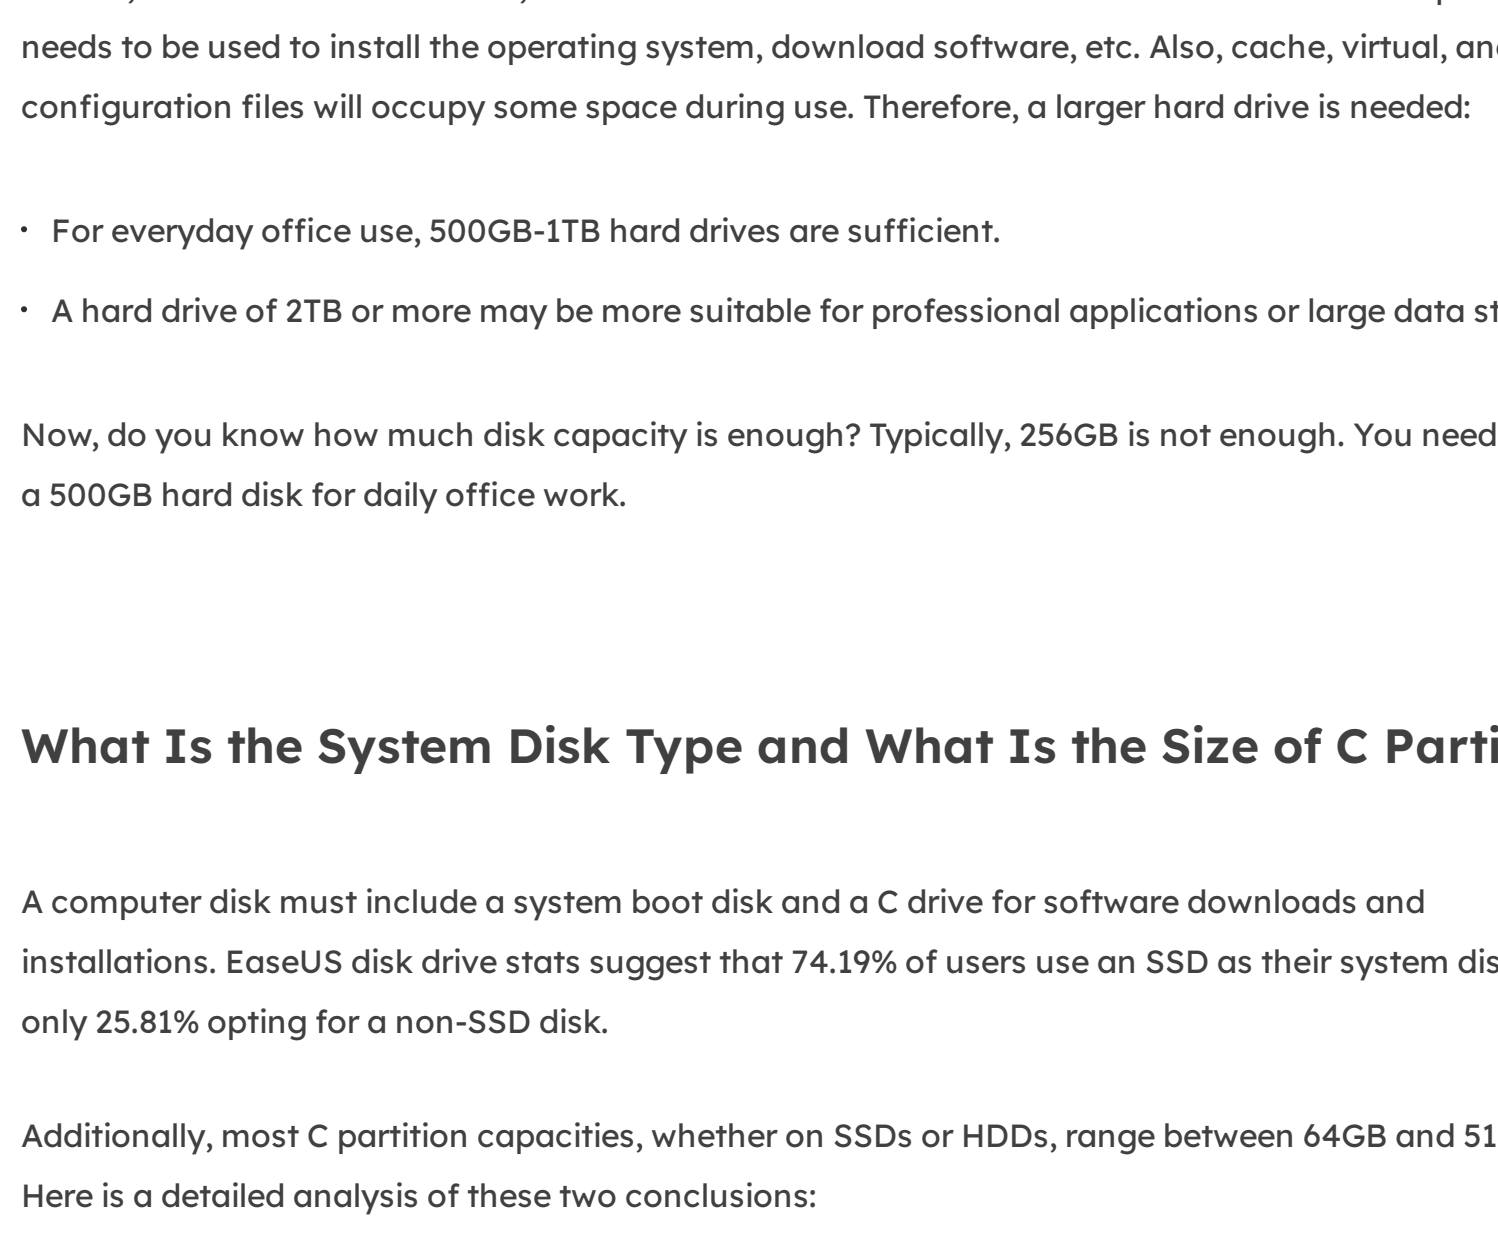 needs to be used to install the operating system, download software, etc. Also, cache, virtual,
configuration files will occupy some space during use. Therefore, a larger hard drive is needed:
· For everyday office use, 500GB-1TB hard drives are sufficient.
· A hard drive of 2TB or more may be more suitable for professional applications or large data
Now, do you know how much disk capacity is enough? Typically, 256GB is not enough. You need
a 500GB hard disk for daily office work.
What Is the System Disk Type and What Is the Size of C
A computer disk must include a system boot disk and a C drive for software downloads and
installations. EaseUS disk drive stats suggest that 74.19% of users use an SSD as their system
only 25.81% opting for a non-SSD disk.
Additionally, most C partition capacities, whether on SSDs or HDDs, range between 64GB and
Here is a detailed analysis of these two conclusions: